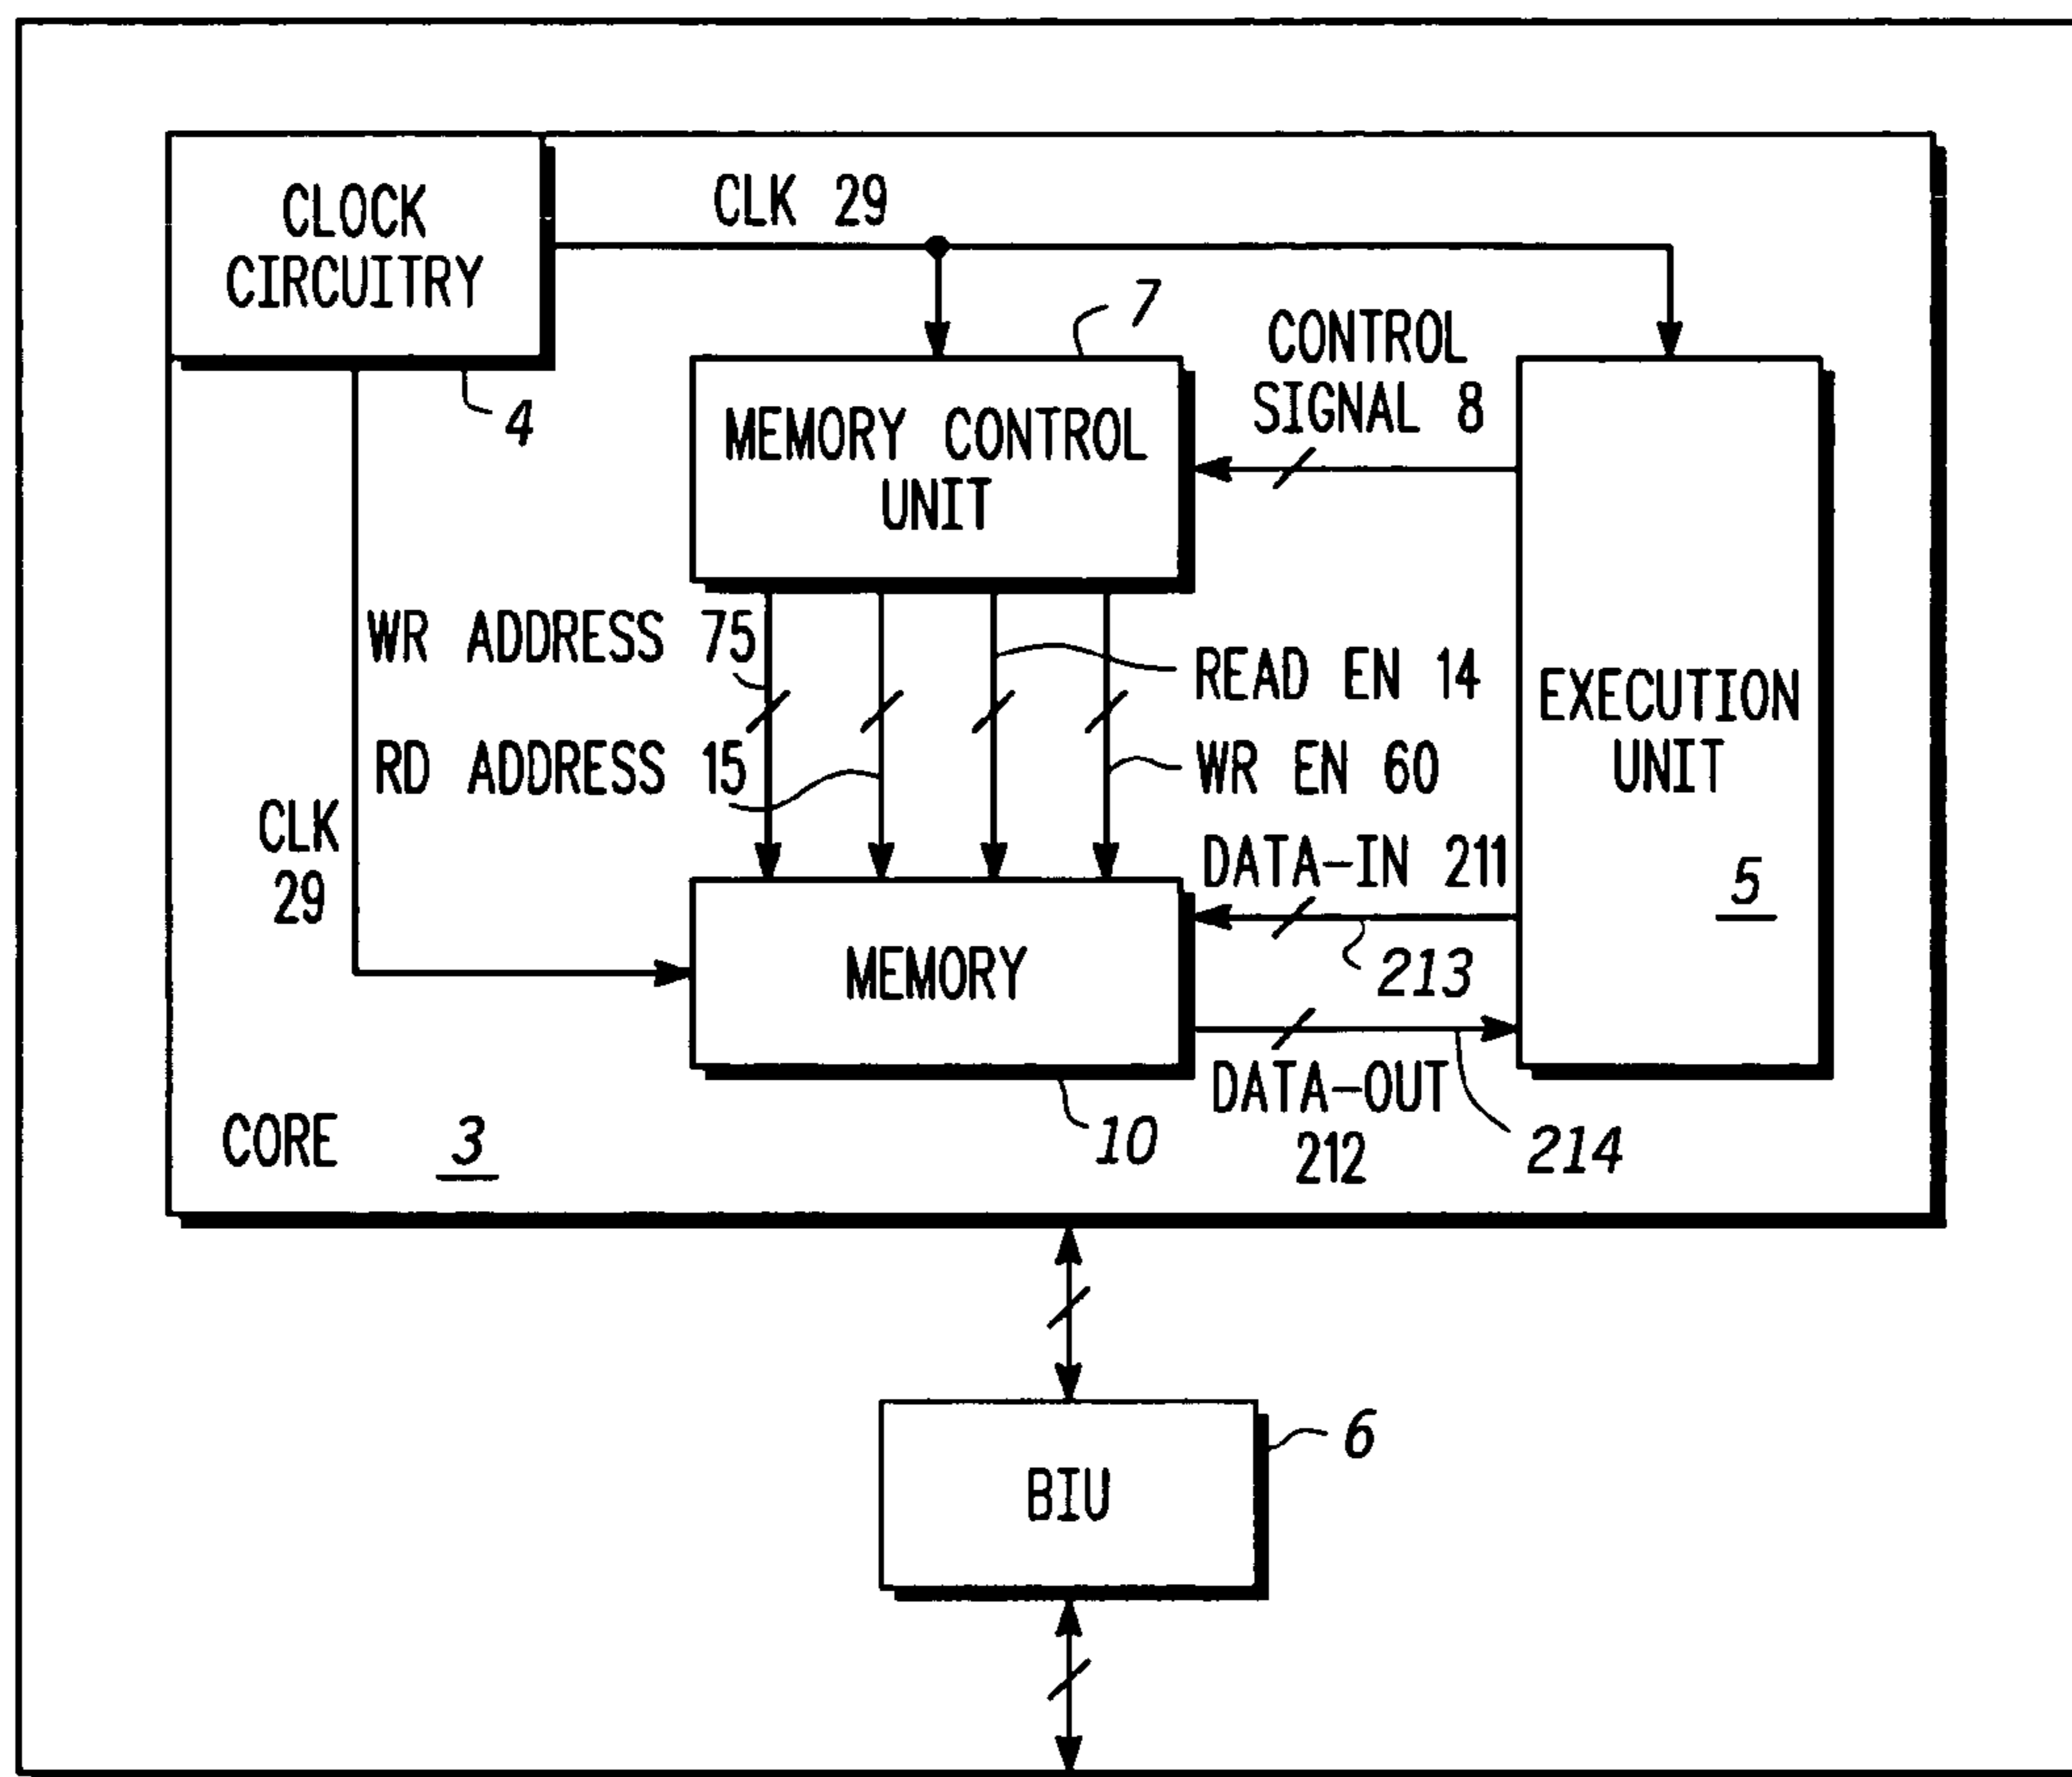 CLOCK
CIRCUITRY
4
CLK 29
7
MEMORY CONTROL
UNIT
CONTROL
SIGNAL 8
WR ADDRESS 75
RD ADDRESS 15
READ EN 14
WR EN 60
EXECUTION
UNIT
5
CLK
29
DATA-IN 211
213
MEMORY
10
DATA-OUT
212
214
CORE 3
BIU
6